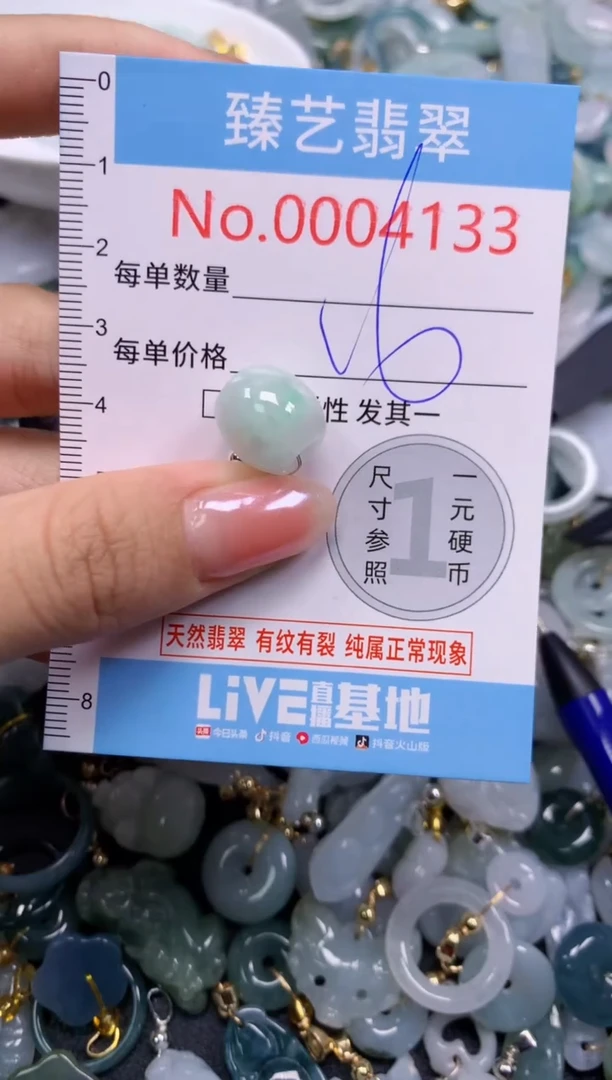 0
臻艺翡翠
1
No.0004133
2
每单数量
3
每单价格
√6
4
性 发其一
尺寸参照
1
一元硬币
天然翡翠 有纹有裂 纯属正常现象
8
LiVE直播基地
头条 今日头条 抖音 西瓜视频 抖音火山版